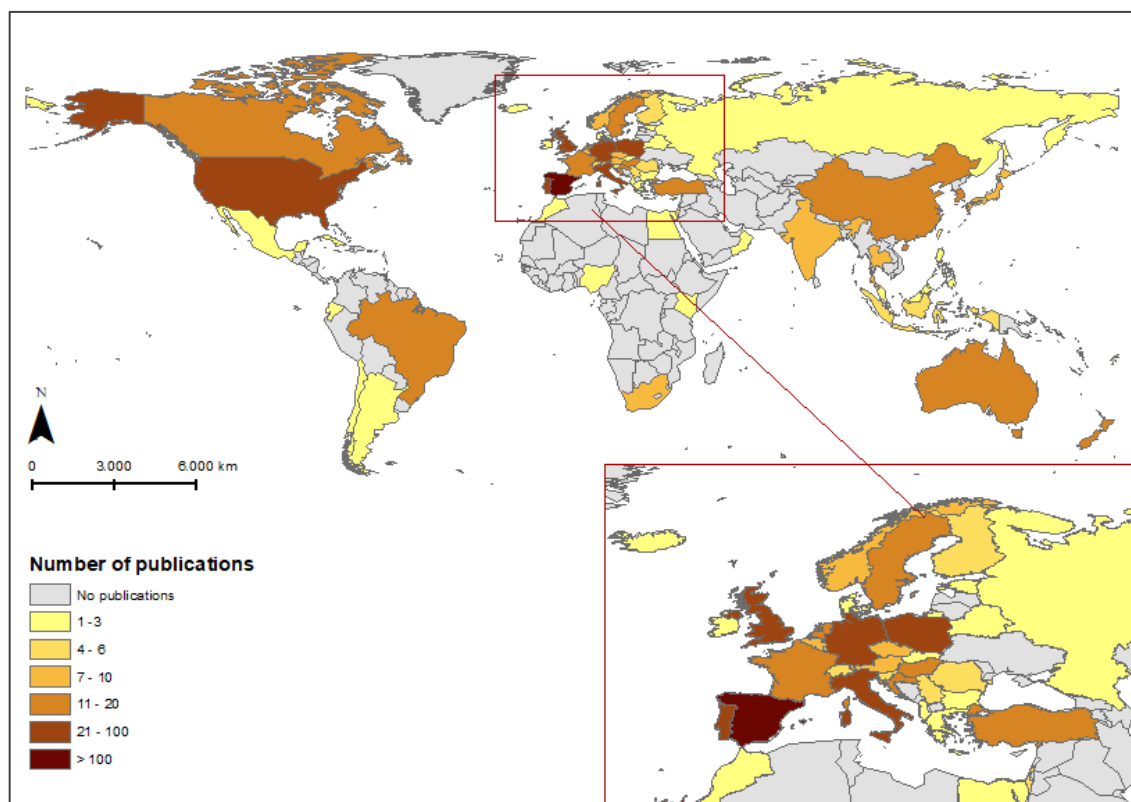 N
0 3.000 6.000 km
Number of publications
No publications
1 - 3
4 - 6
7 - 10
11 - 20
21 - 100
> 100